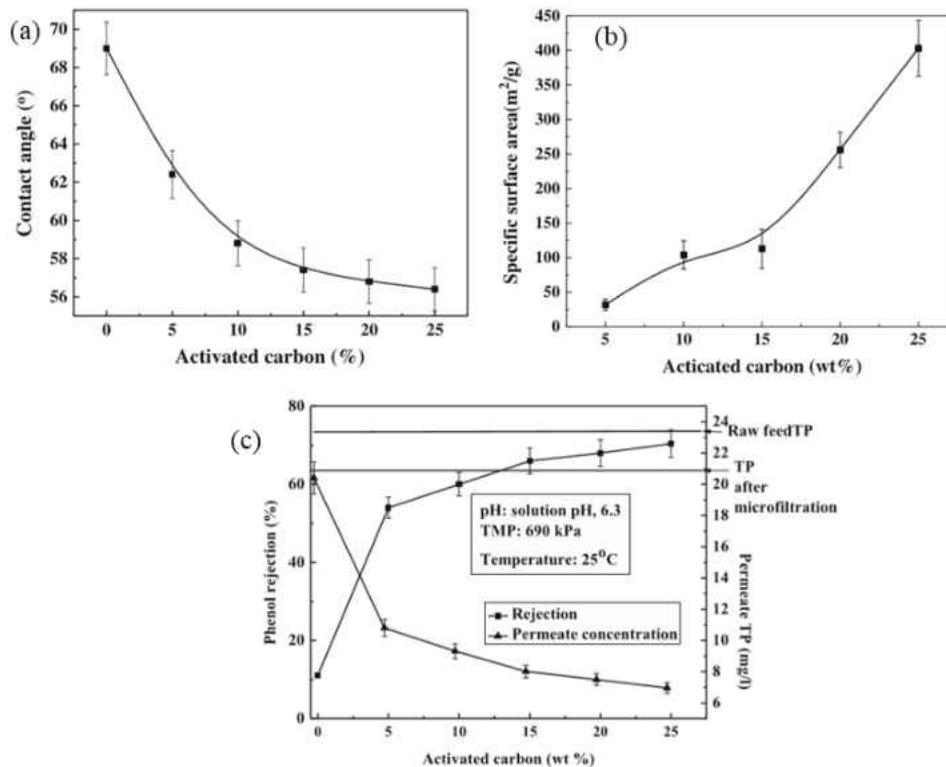 (a)
70
68
66
64
62
60
58
56
Contact angle (°)
0 5 10 15 20 25
Activated carbon (%)
(b)
450
400
350
300
250
200
150
100
50
0
Specific surface area(m²/g)
5 10 15 20 25
Acticated carbon (wt%)
(c)
80
60
40
20
0
Phenol rejection (%)
24
22
20
18
16
14
12
10
8
6
Permeate TP (mg/l)
Raw feedTP
TP
after
microfiltration
pH: solution pH, 6.3
TMP: 690 kPa
Temperature: 25°C
Rejection
Permeate concentration
0 5 10 15 20 25
Activated carbon (wt %)